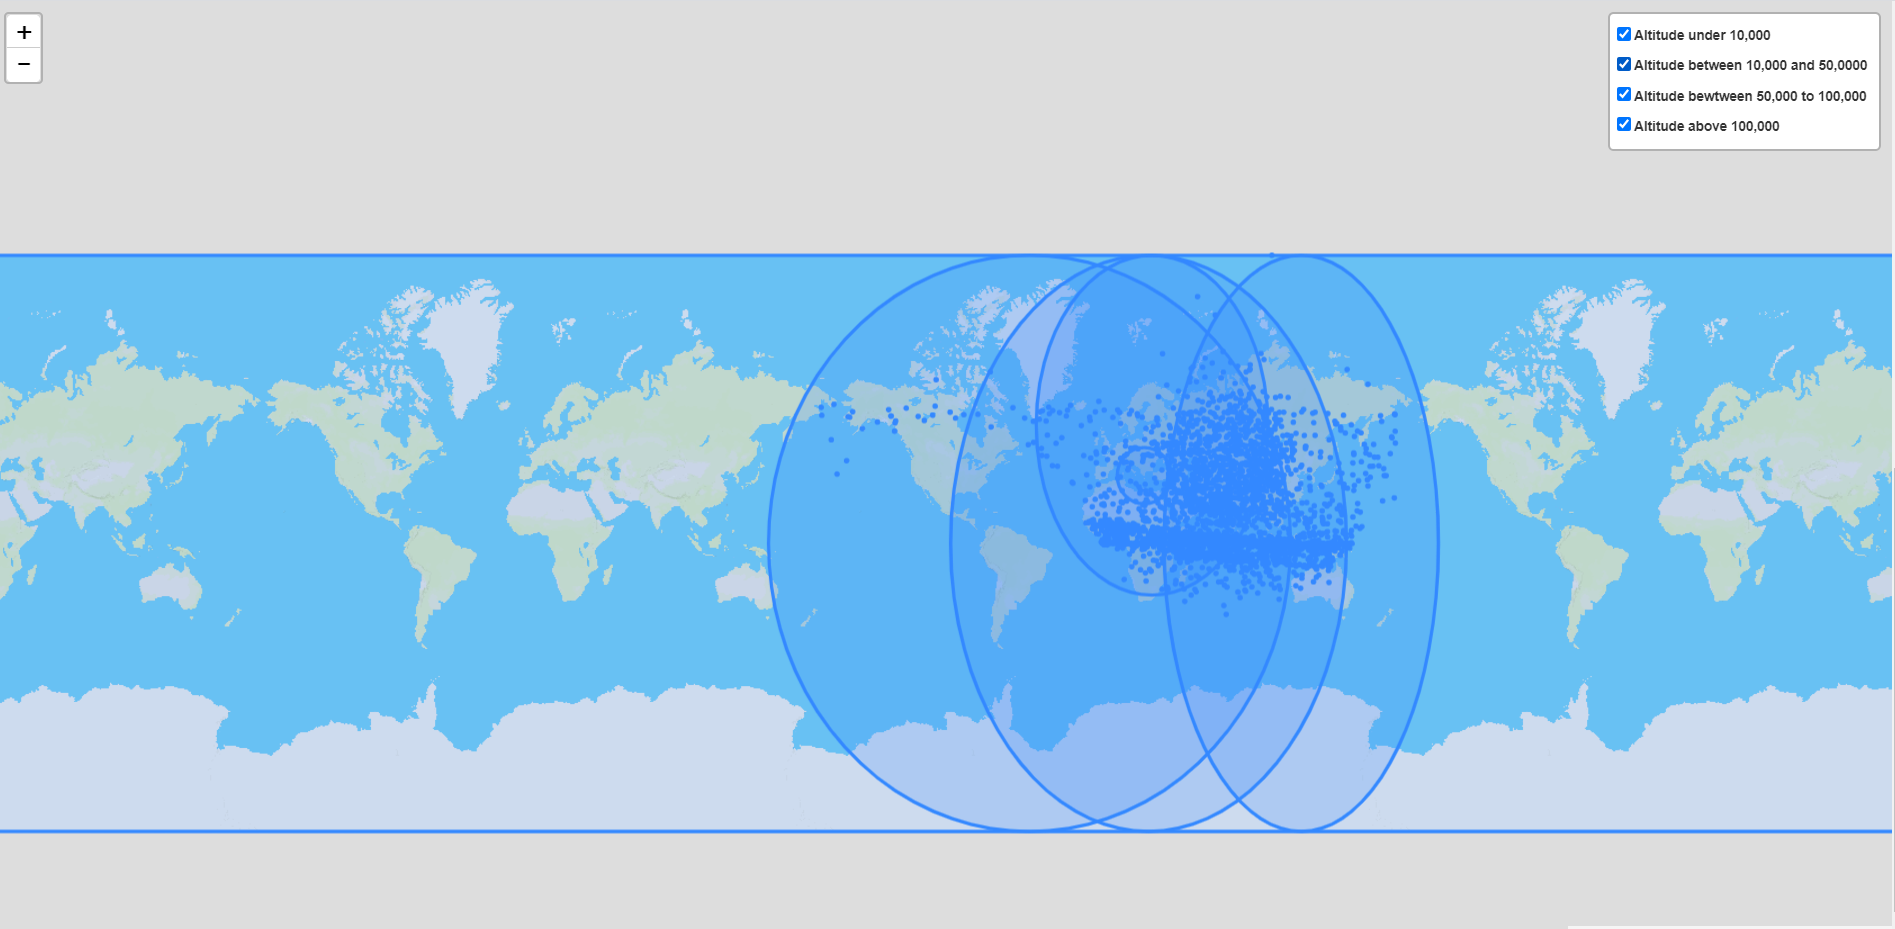 +
−
Altitude under 10,000
Altitude between 10,000 and 50,0000
Altitude bewtween 50,000 to 100,000
Altitude above 100,000